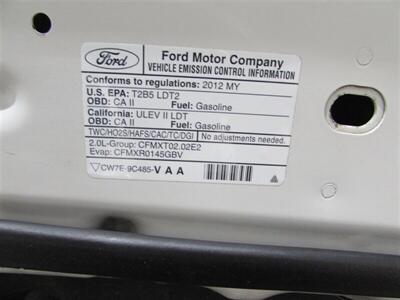 Ford
Ford Motor Company
VEHICLE EMISSION CONTROL INFORMATION
Conforms to regulations: 2012 MY
U.S. EPA: T2B5 LDT2
OBD: CA II Fuel: Gasoline
California: ULEV II LDT
OBD: CA II Fuel: Gasoline
TWC/HO2S/HAFS/CAC/TC/DGI No adjustments needed.
2.0L-Group: CFMXT02.02E2
Evap: CFMXR0145GBV
CW7E-9C485-VAA